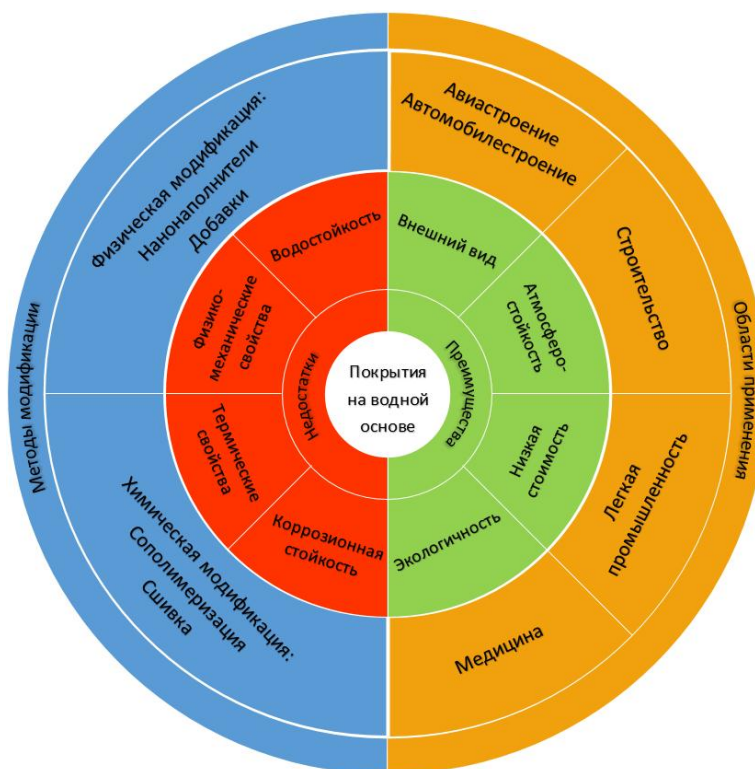 Методы модификации
Физическая модификация:
Нанонаполнители
Добавки
Химическая модификация:
Сополимеризация
Сшивка
Недостатки
Водостойкость
Физико-
механические
свойства
Термические
свойства
Коррозионная
стойкость
Покрытия
на водной
основе
Преимущества
Внешний вид
Атмосферо-
стойкость
Низкая
стоимость
Экологичность
Области применения
Авиастроение
Автомобилестроение
Строительство
Легкая
промышленность
Медицина